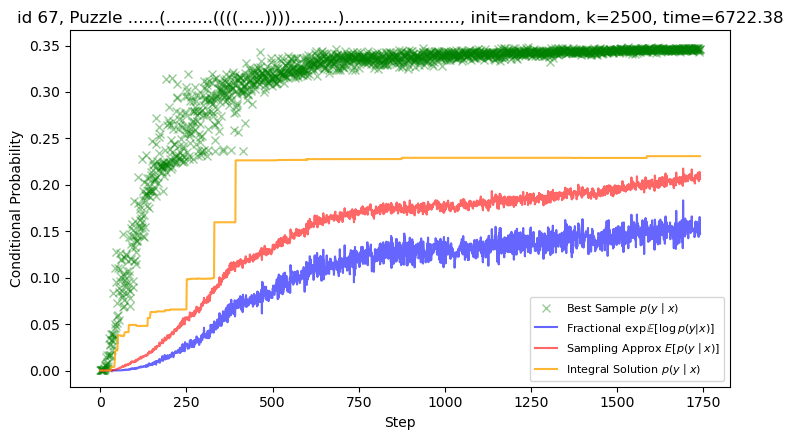 id 67, Puzzle ......(.........((((.....)))).........)......................, init=random, k=2500, time=6722.38
Conditional Probability
0.35
0.30
0.25
0.20
0.15
0.10
0.05
0.00
Best Sample p(y | x)
Fractional exp 𝔼[log p(y|x)]
Sampling Approx E[p(y | x)]
Integral Solution p(y | x)
0
250
500
750
1000
1250
1500
1750
Step